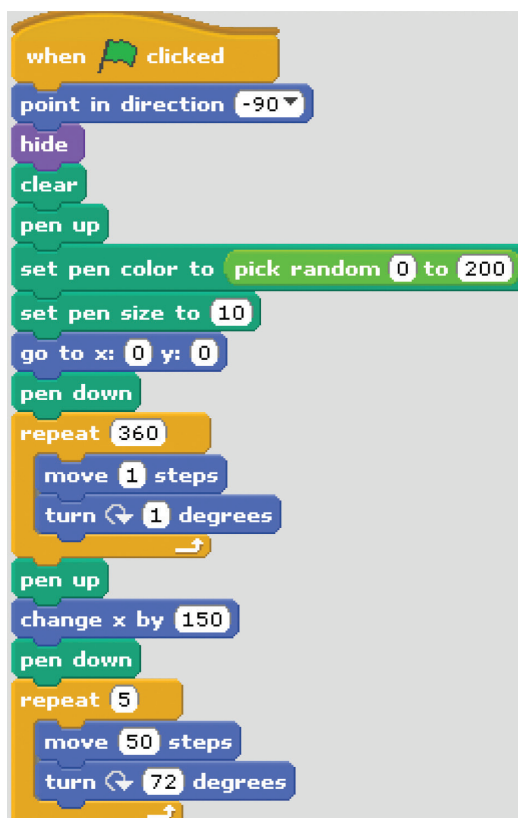 when clicked
point in direction -90
hide
clear
pen up
set pen color to pick random 0 to 200
set pen size to 10
go to x: 0 y: 0
pen down
repeat 360
move 1 steps
turn 1 degrees
pen up
change x by 150
pen down
repeat 5
move 50 steps
turn 72 degrees